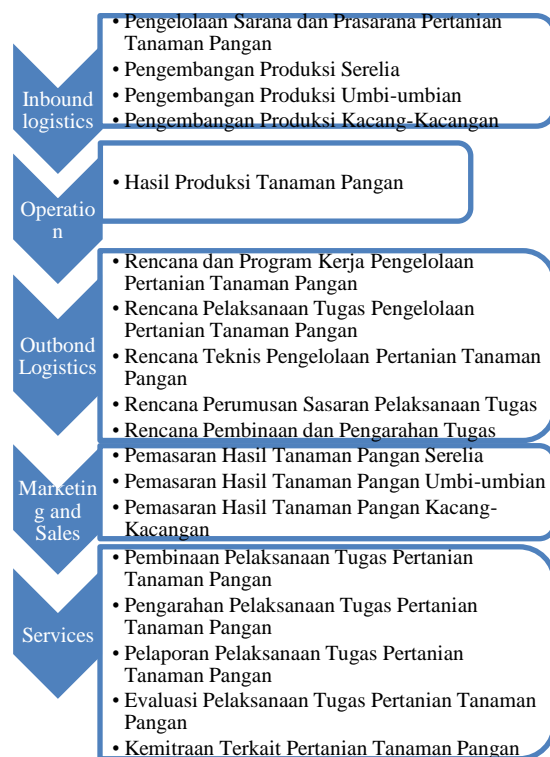 Inbound
logistics
• Pengelolaan Sarana dan Prasarana Pertanian
Tanaman Pangan
• Pengembangan Produksi Serelia
• Pengembangan Produksi Umbi-umbian
• Pengembangan Produksi Kacang-Kacangan
Operatio
n
• Hasil Produksi Tanaman Pangan
Outbond
Logistics
• Rencana dan Program Kerja Pengelolaan
Pertanian Tanaman Pangan
• Rencana Pelaksanaan Tugas Pengelolaan
Pertanian Tanaman Pangan
• Rencana Teknis Pengelolaan Pertanian Tanaman
Pangan
• Rencana Perumusan Sasaran Pelaksanaan Tugas
• Rencana Pembinaan dan Pengarahan Tugas
Marketin
g and
Sales
• Pemasaran Hasil Tanaman Pangan Serelia
• Pemasaran Hasil Tanaman Pangan Umbi-umbian
• Pemasaran Hasil Tanaman Pangan Kacang-
Kacangan
Services
• Pembinaan Pelaksanaan Tugas Pertanian
Tanaman Pangan
• Pengarahan Pelaksanaan Tugas Pertanian
Tanaman Pangan
• Pelaporan Pelaksanaan Tugas Pertanian
Tanaman Pangan
• Evaluasi Pelaksanaan Tugas Pertanian Tanaman
Pangan
• Kemitraan Terkait Pertanian Tanaman Pangan